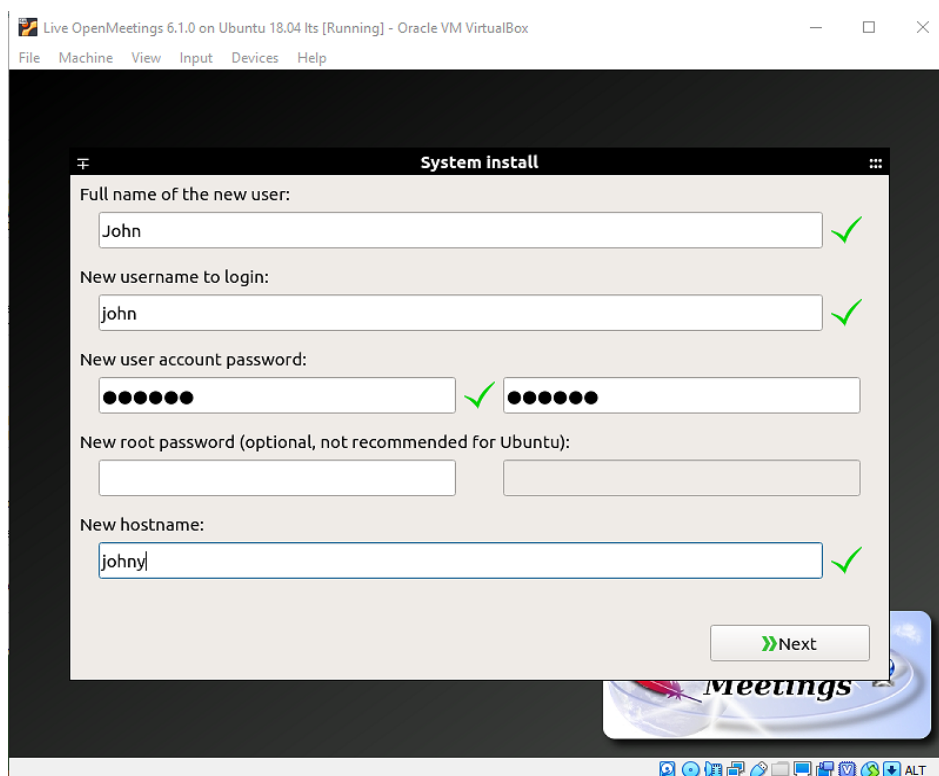 Live OpenMeetings 6.1.0 on Ubuntu 18.04 lts [Running] - Oracle VM VirtualBox
File Machine View Input Devices Help
System install
Full name of the new user:
John
New username to login:
john
New user account password:
●●●●●● ●●●●●●
New root password (optional, not recommended for Ubuntu):
New hostname:
johny
Next
Meetings
ALT